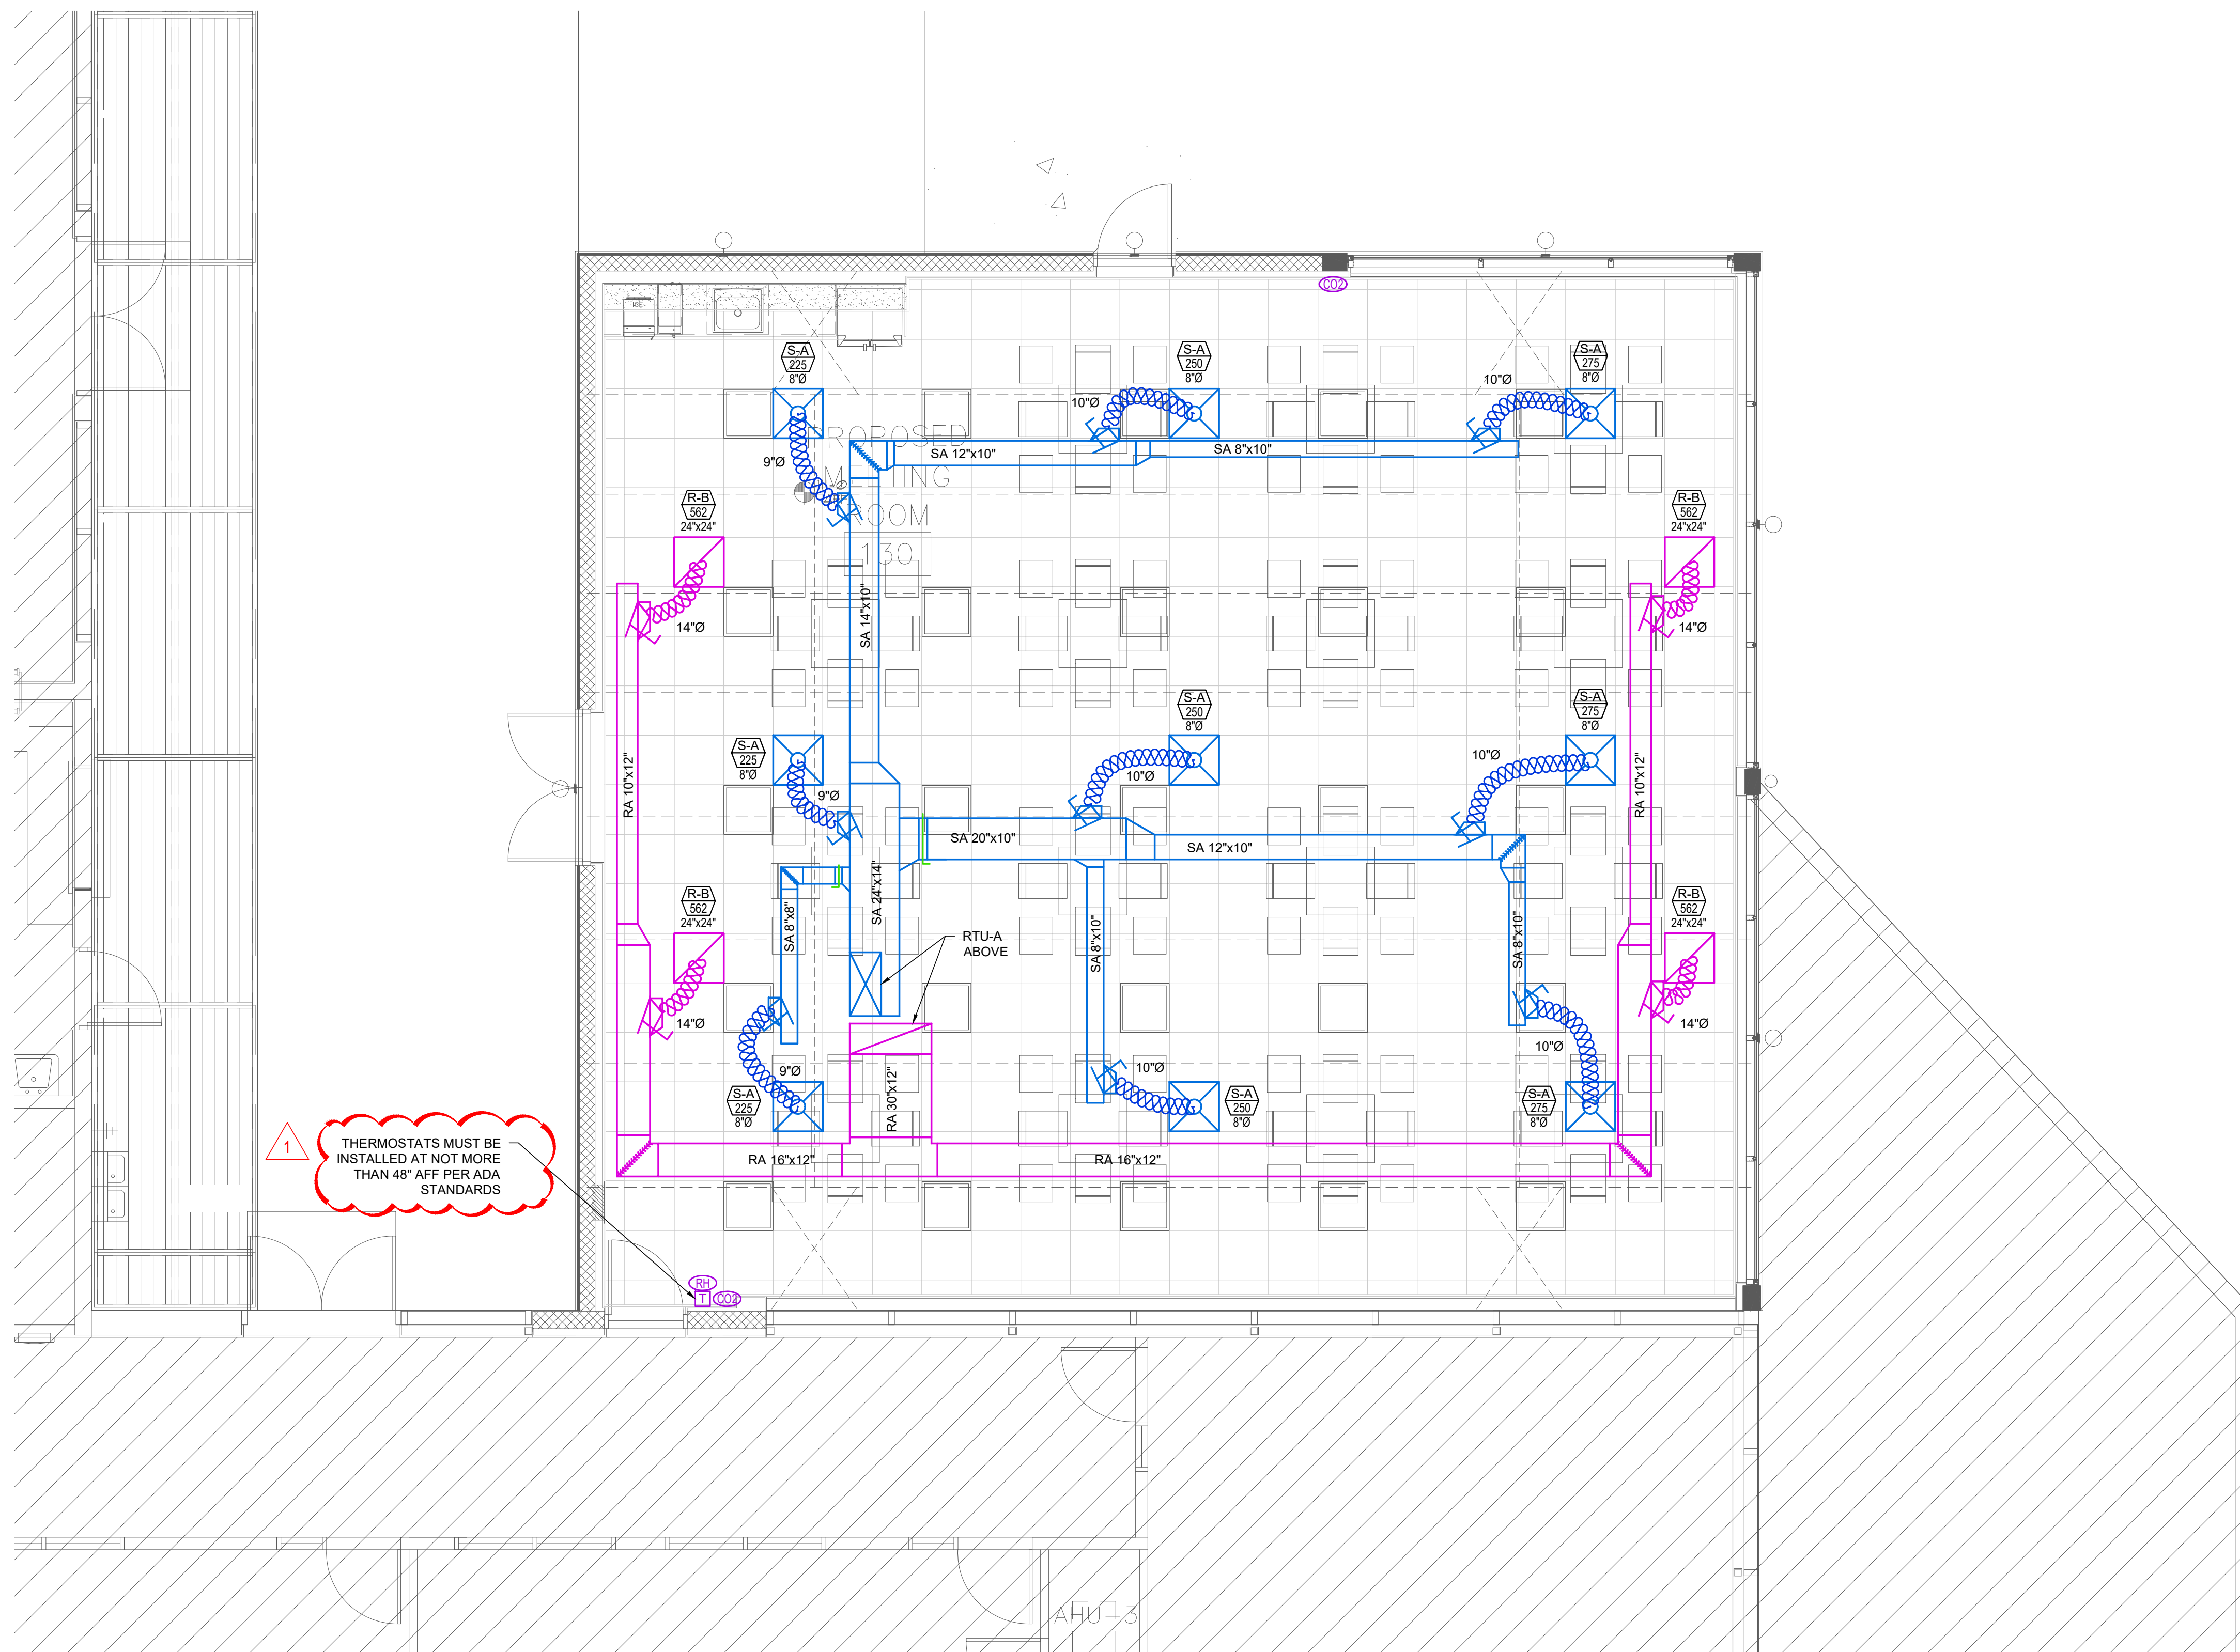 CO2
ICE
S-A
225
8"Ø
S-A
250
8"Ø
S-A
275
8"Ø
10"Ø
10"Ø
PROPOSED
MEETING
ROOM
130
SA 12"x10"
SA 8"x10"
9"Ø
R-B
562
24"x24"
R-B
562
24"x24"
SA 14"x10"
14"Ø
14"Ø
S-A
225
8"Ø
S-A
250
8"Ø
S-A
275
8"Ø
RA 10"x12"
9"Ø
10"Ø
10"Ø
RA 10"x12"
SA 20"x10"
SA 12"x10"
SA 24"x14"
R-B
562
24"x24"
R-B
562
24"x24"
SA 8"x8"
RTU-A
ABOVE
SA 8"x10"
SA 8"x10"
14"Ø
14"Ø
9"Ø
10"Ø
10"Ø
S-A
225
8"Ø
RA 30"x12"
S-A
250
8"Ø
S-A
275
8"Ø
1
THERMOSTATS MUST BE
INSTALLED AT NOT MORE
THAN 48" AFF PER ADA
STANDARDS
RA 16"x12"
RA 16"x12"
RH
T
CO2
AHU-3